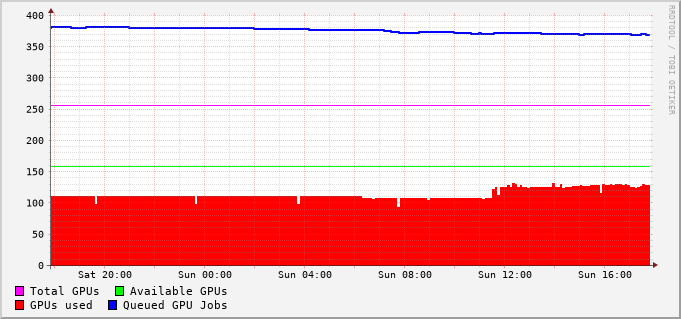 400
350
300
250
200
150
100
50
0
Sat 20:00 Sun 00:00 Sun 04:00 Sun 08:00 Sun 12:00 Sun 16:00
Total GPUs Available GPUs
GPUs used Queued GPU Jobs
RRDTOOL / TOBI OETIKER